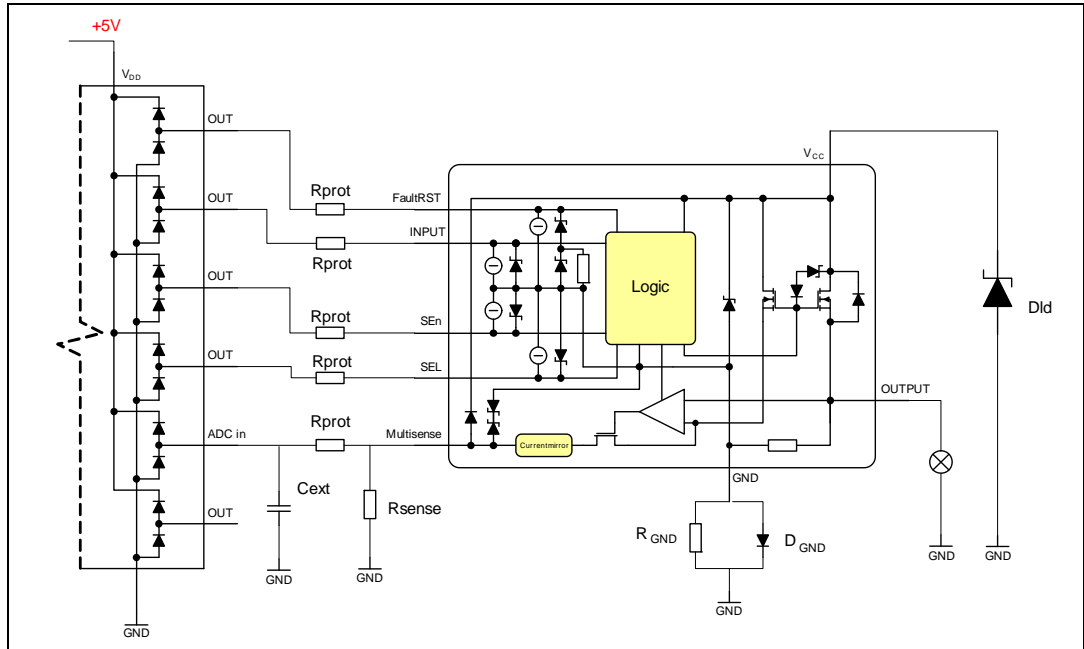 +5V
VDD
OUT
VCC
Rprot
FaultRST
OUT
INPUT
Rprot
Logic
Dld
OUT
Rprot
SEn
OUT
Rprot
SEL
OUTPUT
ADC in
Rprot
Multisense
Currentmirror
GND
Cext
Rsense
OUT
RGND
DGND
GND
GND
GND
GND
GND
GND